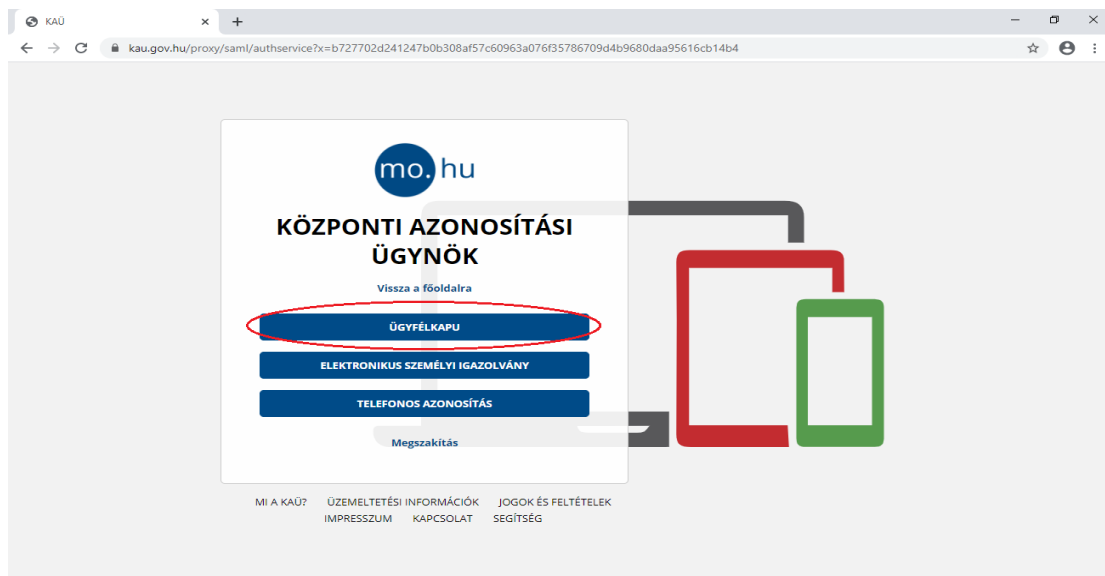 KAÜ
kau.gov.hu/proxy/saml/authservice?x=b727702d241247b0b308af57c60963a076f35786709d4b9680daa95616cb14b4
mo.hu
KÖZPONTI AZONOSÍTÁSI
ÜGYNÖK
Vissza a főoldalra
ÜGYFÉLKAPU
ELEKTRONIKUS SZEMÉLYI IGAZOLVÁNY
TELEFONOS AZONOSÍTÁS
Megszakítás
MI A KAÜ? ÜZEMELTETÉSI INFORMÁCIÓK JOGOK ÉS FELTÉTELEK
IMPRESSZUM KAPCSOLAT SEGÍTSÉG